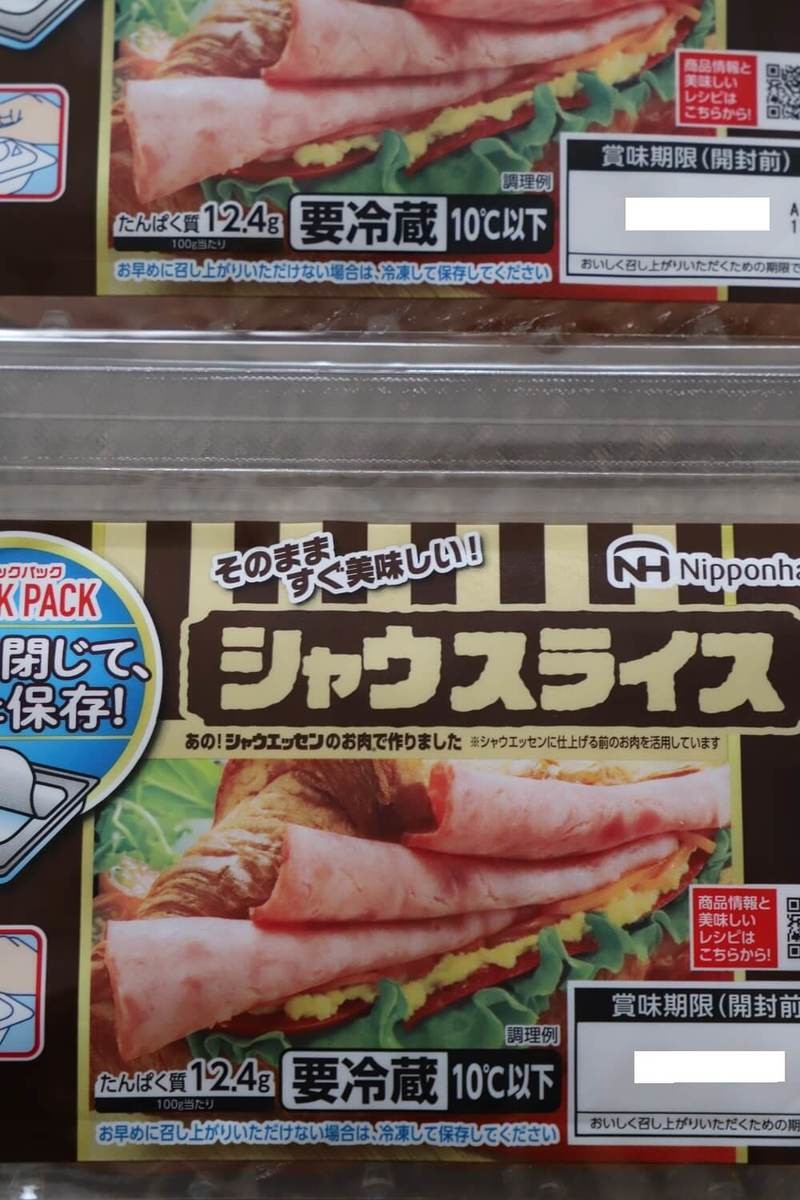 商品情報と
美味しい
レシピは
こちらから!
賞味期限(開封前)
調理例
たんぱく質12.4g
100g当たり
要冷蔵 10℃以下
お早めに召し上がりいただけない場合は、冷凍して保存してください
おいしく召し上がりいただくための期限で
そのまま
すぐ美味しい!
NH Nipponha
ックパック
K PACK
閉じて、
保存!
シャウスライス
あの!シャウエッセンのお肉で作りました ※シャウエッセンに仕上げる前のお肉を活用しています
商品情報と
美味しい
レシピは
こちらから!
賞味期限(開封前
調理例
たんぱく質12.4g
100g当たり
要冷蔵 10℃以下
お早めに召し上がりいただけない場合は、冷凍して保存してください
おいしく召し上がりいただくための期